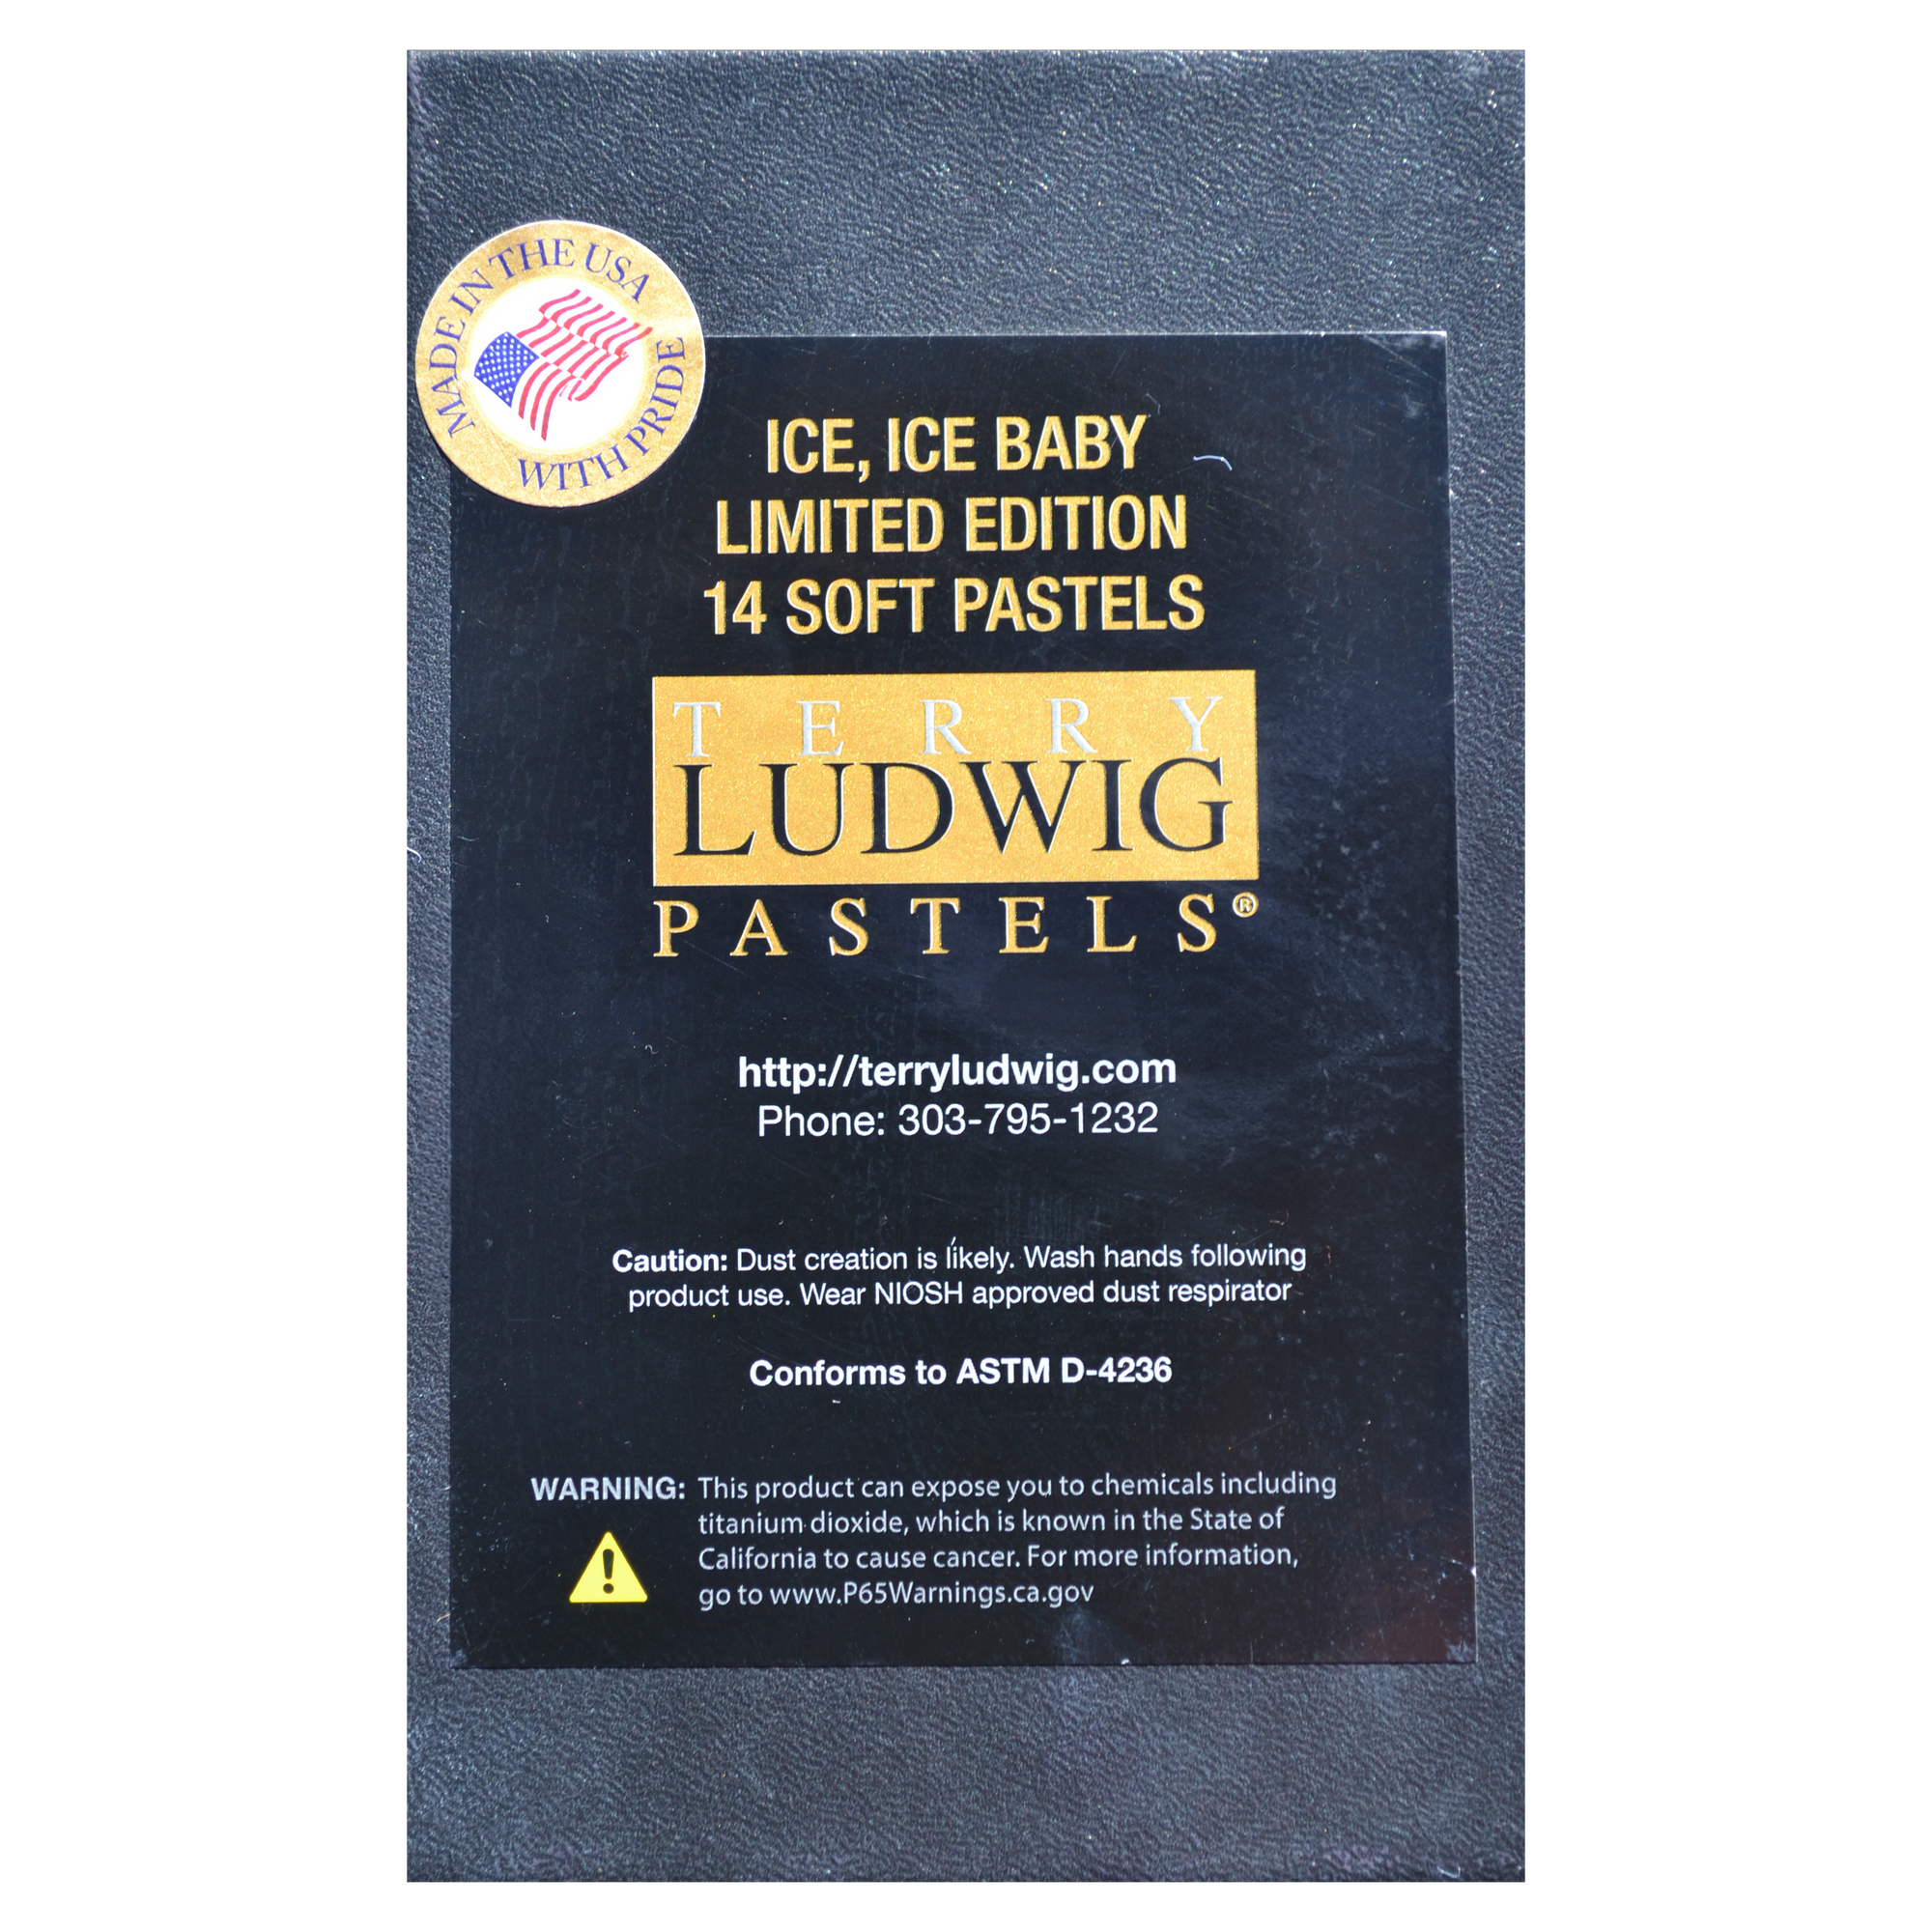 MADE IN THE USA
WITH PRIDE
ICE, ICE BABY
LIMITED EDITION
14 SOFT PASTELS
TERRY
LUDWIG
PASTELS®
http://terryludwig.com
Phone: 303-795-1232
Caution: Dust creation is likely. Wash hands following
product use. Wear NIOSH approved dust respirator
Conforms to ASTM D-4236
WARNING: This product can expose you to chemicals including
titanium dioxide, which is known in the State of
California to cause cancer. For more information,
go to www.P65Warnings.ca.gov